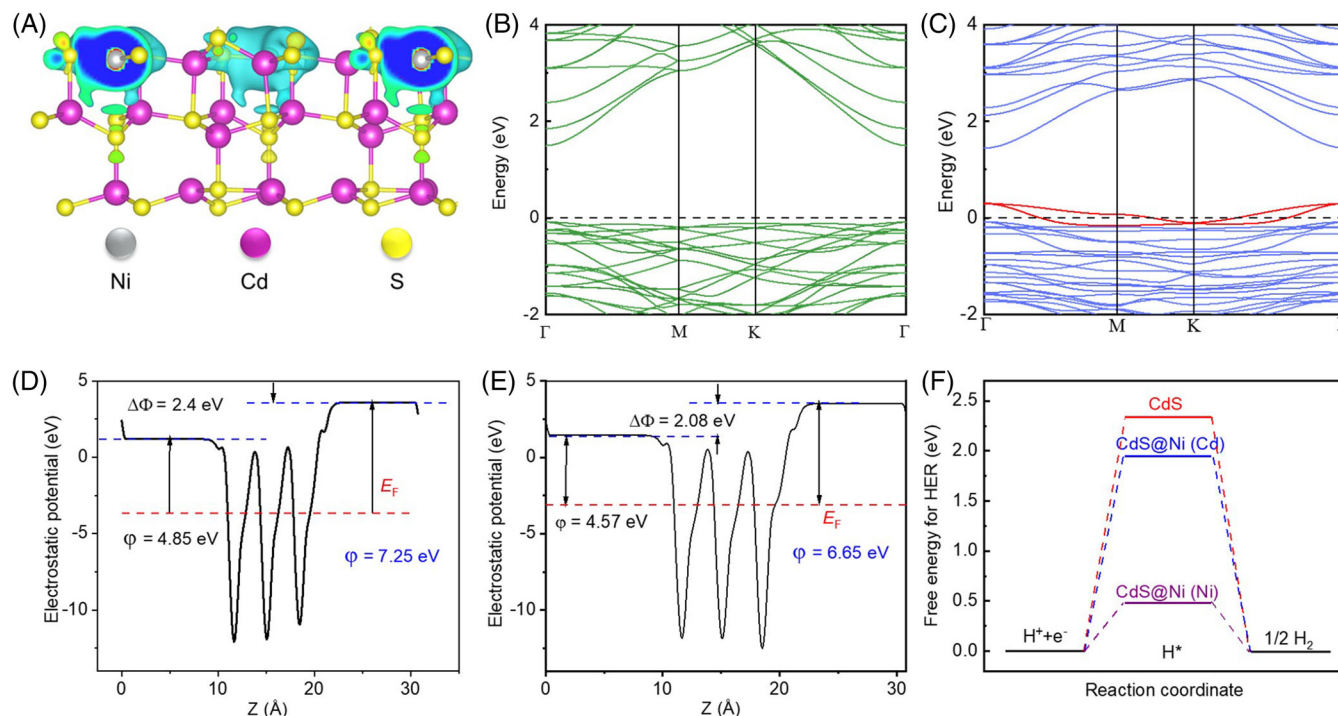 (A)
Ni Cd S
(B)
Energy (eV)
4
2
0
-2
Γ M K Γ
(C)
Energy (eV)
4
2
0
-2
Γ M K
(D)
Electrostatic potential (eV)
5
0
-5
-10
ΔΦ = 2.4 eV
E_F
φ = 4.85 eV
φ = 7.25 eV
0 10 20 30
Z (Å)
(E)
Electrostatic potential (eV)
5
0
-5
-10
ΔΦ = 2.08 eV
E_F
φ = 4.57 eV
φ = 6.65 eV
0 10 20 30
Z (Å)
(F)
Free energy for HER (eV)
2.5
2.0
1.5
1.0
0.5
0.0
CdS
CdS@Ni (Cd)
CdS@Ni (Ni)
H⁺+e⁻
H*
1/2 H₂
Reaction coordinate